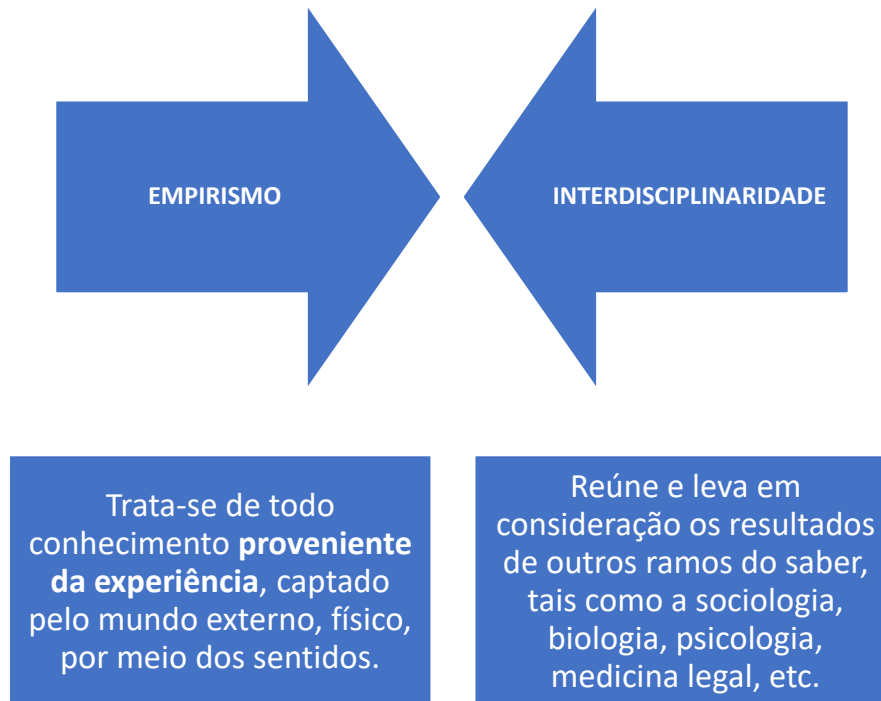 EMPIRISMO
INTERDISCIPLINARIDADE
Trata-se de todo
conhecimento proveniente
da experiência, captado
pelo mundo externo, físico,
por meio dos sentidos.
Reúne e leva em
consideração os resultados
de outros ramos do saber,
tais como a sociologia,
biologia, psicologia,
medicina legal, etc.